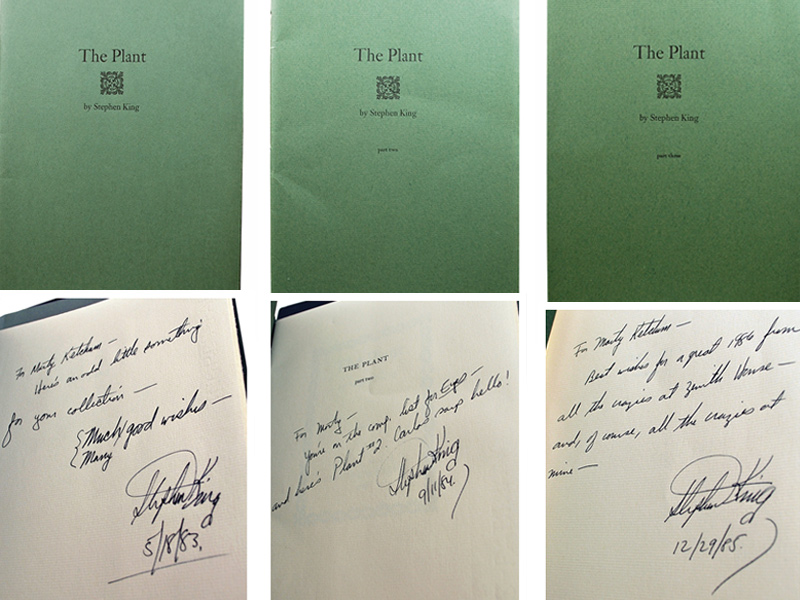 The Plant
by Stephen King
The Plant
by Stephen King
part two
The Plant
by Stephen King
part three
For Marty Ketchum—
Here's an odd little something
for your collection—
{Much/ good wishes—
{Many
Stephen King
5/18/83.
THE PLANT
part two
For Marty—
You're on the comp. list for
and here's Plant #2. Carlos says hello!
Stephen King
9/11/84.
For Marty Ketchum—
Best wishes for a great 1986 from
all the crazies at Zenith House—
and, of course, all the crazies at
mine—
Stephen King
12/29/85.